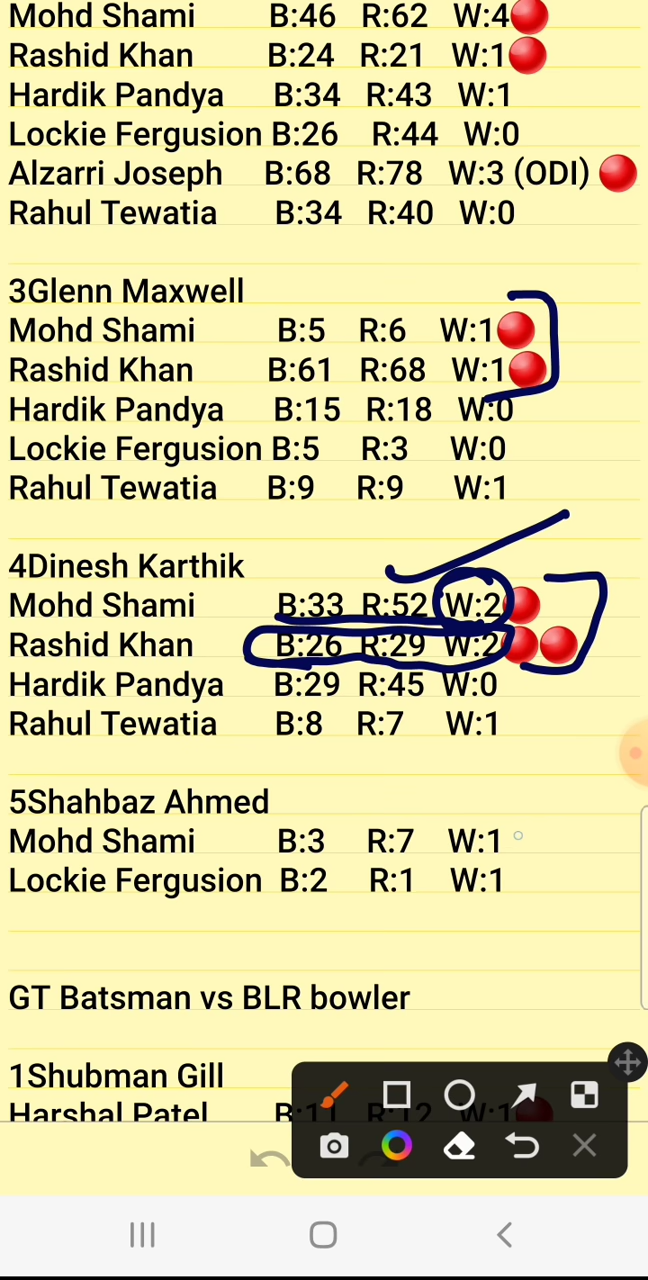 Mohd Shami B:46 R:62 W:4
Rashid Khan B:24 R:21 W:1
Hardik Pandya B:34 R:43 W:1
Lockie Fergusion B:26 R:44 W:0
Alzarri Joseph B:68 R:78 W:3 (ODI)
Rahul Tewatia B:34 R:40 W:0
3Glenn Maxwell
Mohd Shami B:5 R:6 W:1
Rashid Khan B:61 R:68 W:1
Hardik Pandya B:15 R:18 W:0
Lockie Fergusion B:5 R:3 W:0
Rahul Tewatia B:9 R:9 W:1
4Dinesh Karthik
Mohd Shami B:33 R:52 W:2
Rashid Khan B:26 R:29 W:2
Hardik Pandya B:29 R:45 W:0
Rahul Tewatia B:8 R:7 W:1
5Shahbaz Ahmed
Mohd Shami B:3 R:7 W:1
Lockie Fergusion B:2 R:1 W:1
GT Batsman vs BLR bowler
1Shubman Gill
Harshal Patel B:11 R:12 W:1